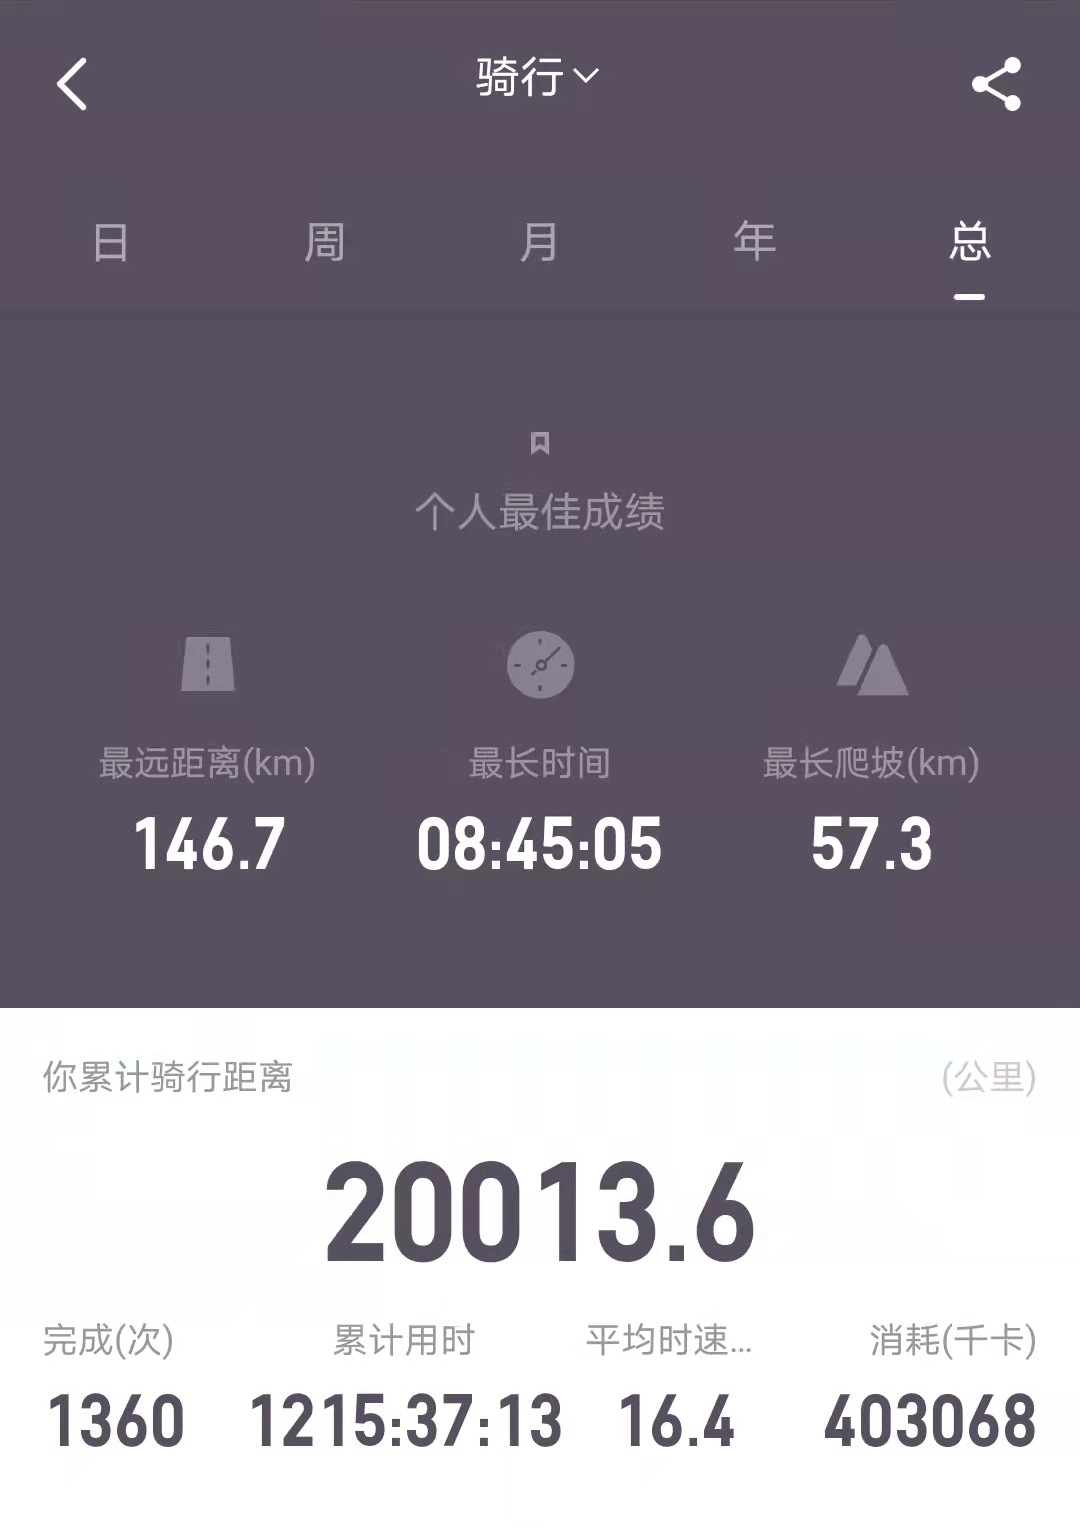 骑行
日 周 月 年 总
个人最佳成绩
最远距离(km) 最长时间 最长爬坡(km)
146.7 08:45:05 57.3
你累计骑行距离 (公里)
20013.6
完成(次) 累计用时 平均时速... 消耗(千卡)
1360 1215:37:13 16.4 403068